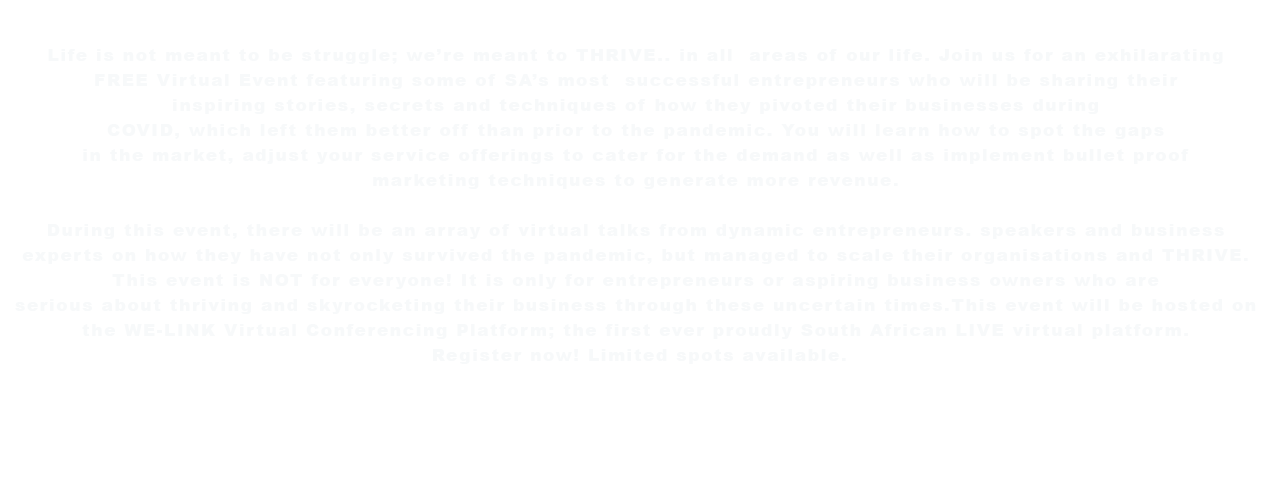 Life is not meant to be struggle; we're meant to THRIVE.. in all  areas of our life. Join us for an exhilarating
FREE Virtual Event featuring some of SA's most  successful entrepreneurs who will be sharing their
inspiring stories, secrets and techniques of how they pivoted their businesses during
COVID, which left them better off than prior to the pandemic. You will learn how to spot the gaps
in the market, adjust your service offerings to cater for the demand as well as implement bullet proof
marketing techniques to generate more revenue.
During this event, there will be an array of virtual talks from dynamic entrepreneurs. speakers and business
experts on how they have not only survived the pandemic, but managed to scale their organisations and THRIVE.
This event is NOT for everyone! It is only for entrepreneurs or aspiring business owners who are
serious about thriving and skyrocketing their business through these uncertain times.This event will be hosted on
the WE-LINK Virtual Conferencing Platform; the first ever proudly South African LIVE virtual platform.
Register now! Limited spots available.